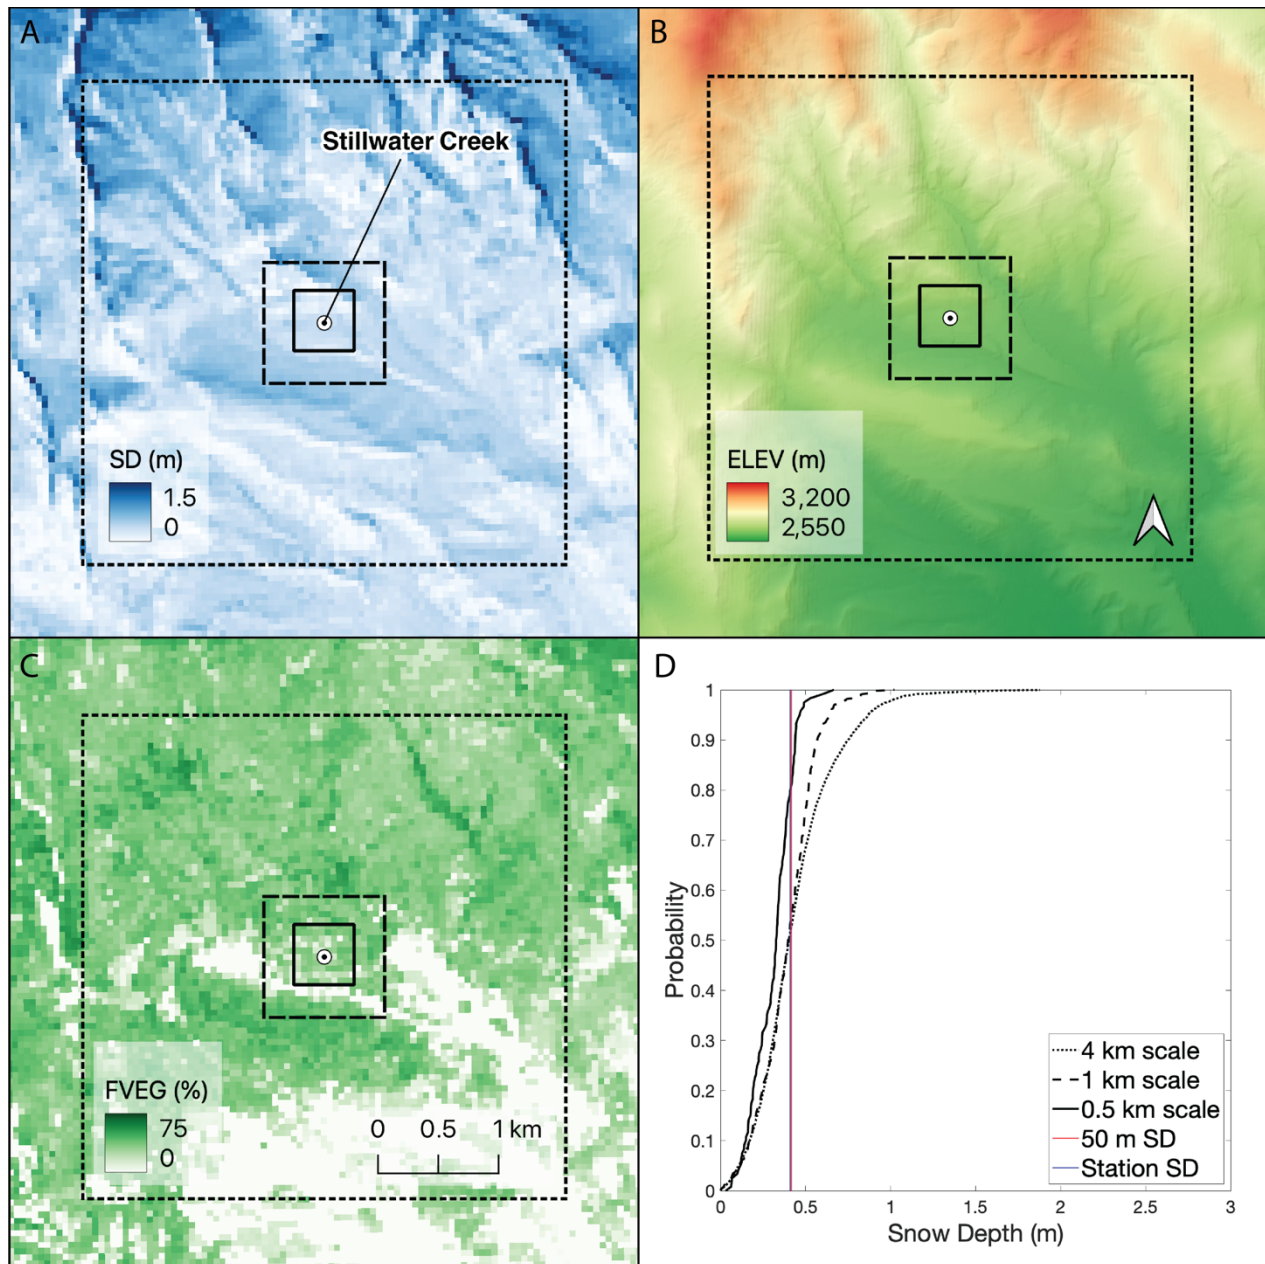 A
Stillwater Creek
SD (m)
1.5
0
B
ELEV (m)
3,200
2,550
C
FVEG (%)
75
0
0 0.5 1 km
D
1
0.9
0.8
0.7
0.6
0.5
0.4
0.3
0.2
0.1
0
Probability
0 0.5 1 1.5 2 2.5 3
Snow Depth (m)
4 km scale
1 km scale
0.5 km scale
50 m SD
Station SD